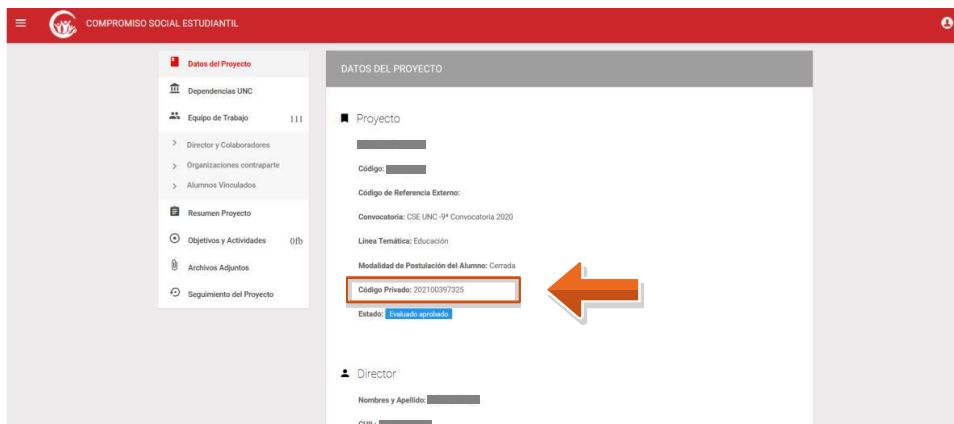 COMPROMISO SOCIAL ESTUDIANTIL
Datos del Proyecto
Dependencias UNC
Equipo de Trabajo 111
Director y Colaboradores
Organizaciones contraparte
Alumnos Vinculados
Resumen Proyecto
Objetivos y Actividades 0fb
Archivos Adjuntos
Seguimiento del Proyecto
DATOS DEL PROYECTO
Proyecto
Código:
Código de Referencia Externo:
Convocatoria: CSE UNC -9ª Convocatoria 2020
Línea Temática: Educación
Modalidad de Postulación del Alumno: Cerrada
Código Privado: 202100397325
Estado: Evaluado aprobado
Director
Nombres y Apellido:
CUIL: